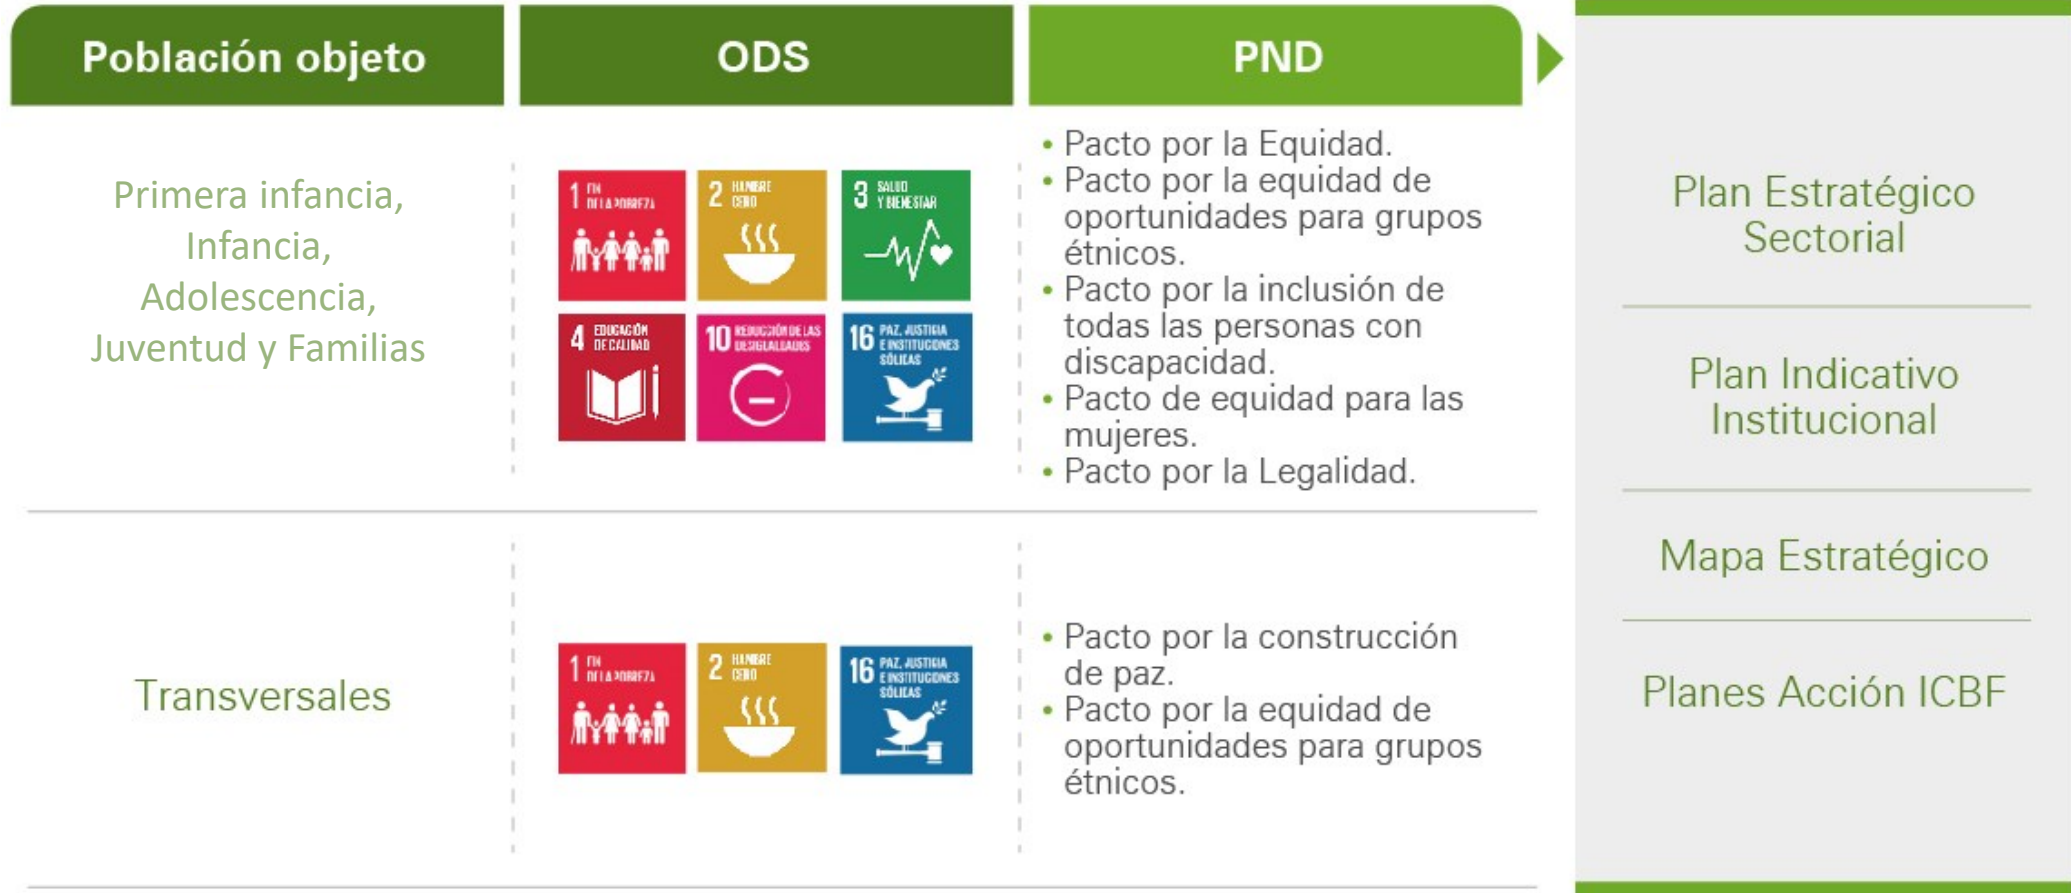 Población objeto
ODS
PND
Primera infancia,
Infancia,
Adolescencia,
Juventud y Familias
1 FIN
DE LA POBREZA
2 HAMBRE
CERO
3 SALUD
Y BIENESTAR
4 EDUCACIÓN
DE CALIDAD
10 REDUCCIÓN DE LAS
DESIGUALDADES
16 PAZ, JUSTICIA
E INSTITUCIONES
SÓLIDAS
• Pacto por la Equidad.
• Pacto por la equidad de
oportunidades para grupos
étnicos.
• Pacto por la inclusión de
todas las personas con
discapacidad.
• Pacto de equidad para las
mujeres.
• Pacto por la Legalidad.
Transversales
1 FIN
DE LA POBREZA
2 HAMBRE
CERO
16 PAZ, JUSTICIA
E INSTITUCIONES
SÓLIDAS
• Pacto por la construcción
de paz.
• Pacto por la equidad de
oportunidades para grupos
étnicos.
Plan Estratégico
Sectorial
Plan Indicativo
Institucional
Mapa Estratégico
Planes Acción ICBF